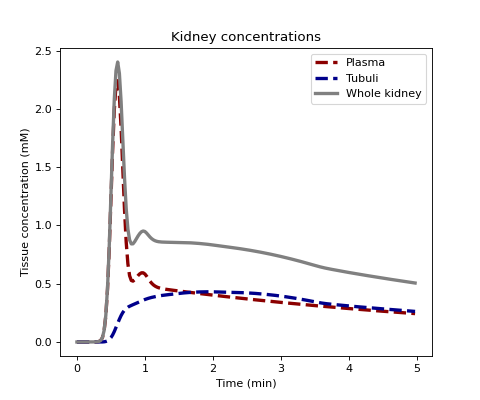 Kidney concentrations
Tissue concentration (mM)
2.5
2.0
1.5
1.0
0.5
0.0
Plasma
Tubuli
Whole kidney
0 1 2 3 4 5
Time (min)